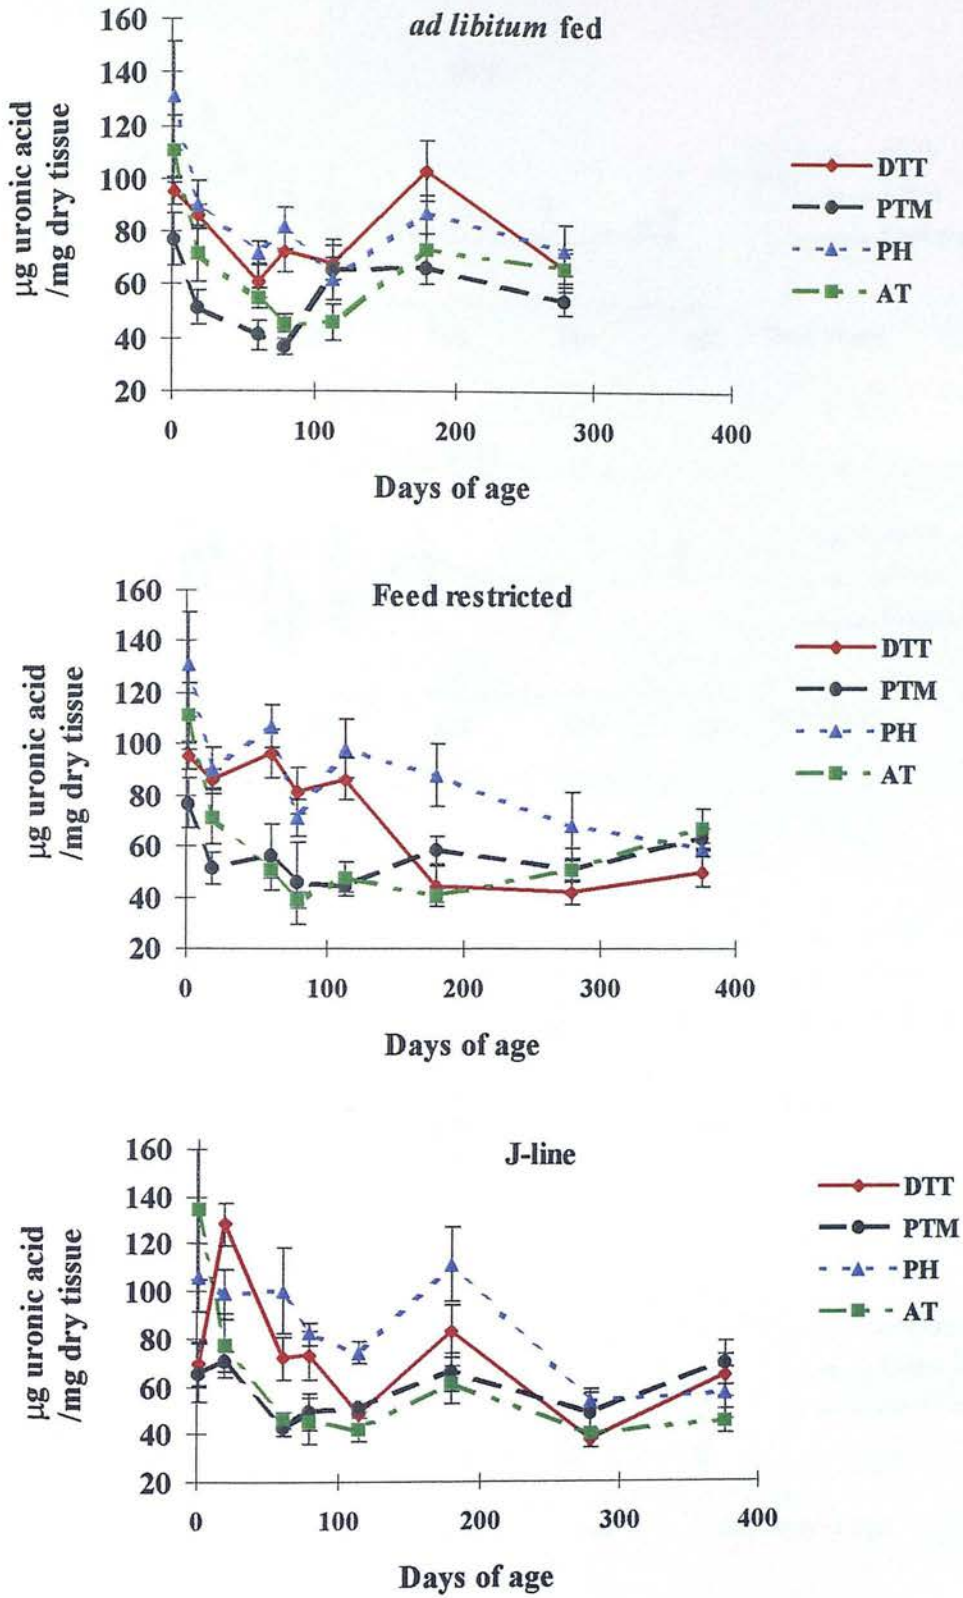 ad libitum fed
160
140
120
100
80
60
40
20
µg uronic acid
/mg dry tissue
0 100 200 300 400
Days of age
DTT
PTM
PH
AT
Feed restricted
160
140
120
100
80
60
40
20
µg uronic acid
/mg dry tissue
0 100 200 300 400
Days of age
DTT
PTM
PH
AT
J-line
160
140
120
100
80
60
40
20
µg uronic acid
/mg dry tissue
0 100 200 300 400
Days of age
DTT
PTM
PH
AT